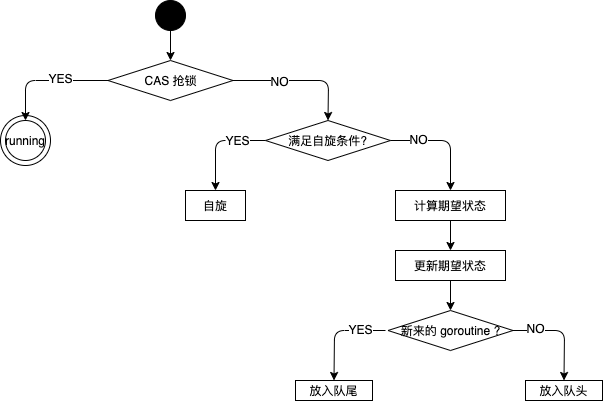 CAS 抢锁
YES
NO
running
满足自旋条件?
YES
NO
自旋
计算期望状态
更新期望状态
新来的 goroutine ?
YES
NO
放入队尾
放入队头